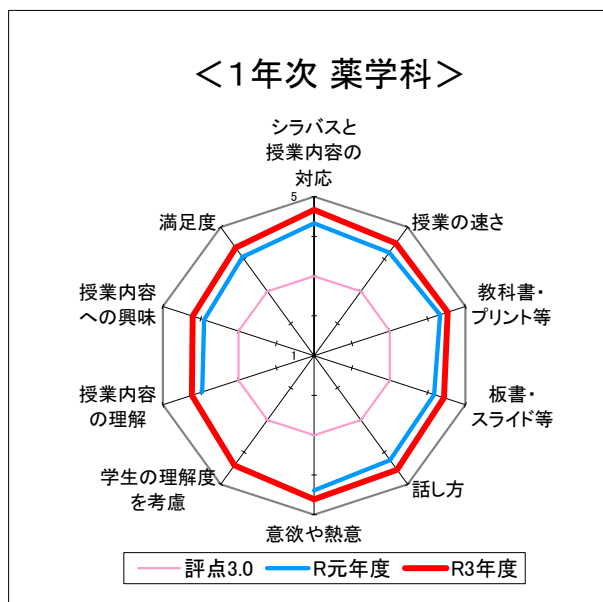 ＜１年次 薬学科＞
シラバスと
授業内容の
対応
5
授業の速さ
教科書・
プリント等
板書・
スライド等
話し方
意欲や熱意
学生の理解度
を考慮
授業内容
の理解
授業内容
への興味
満足度
1
評点3.0
R元年度
R3年度